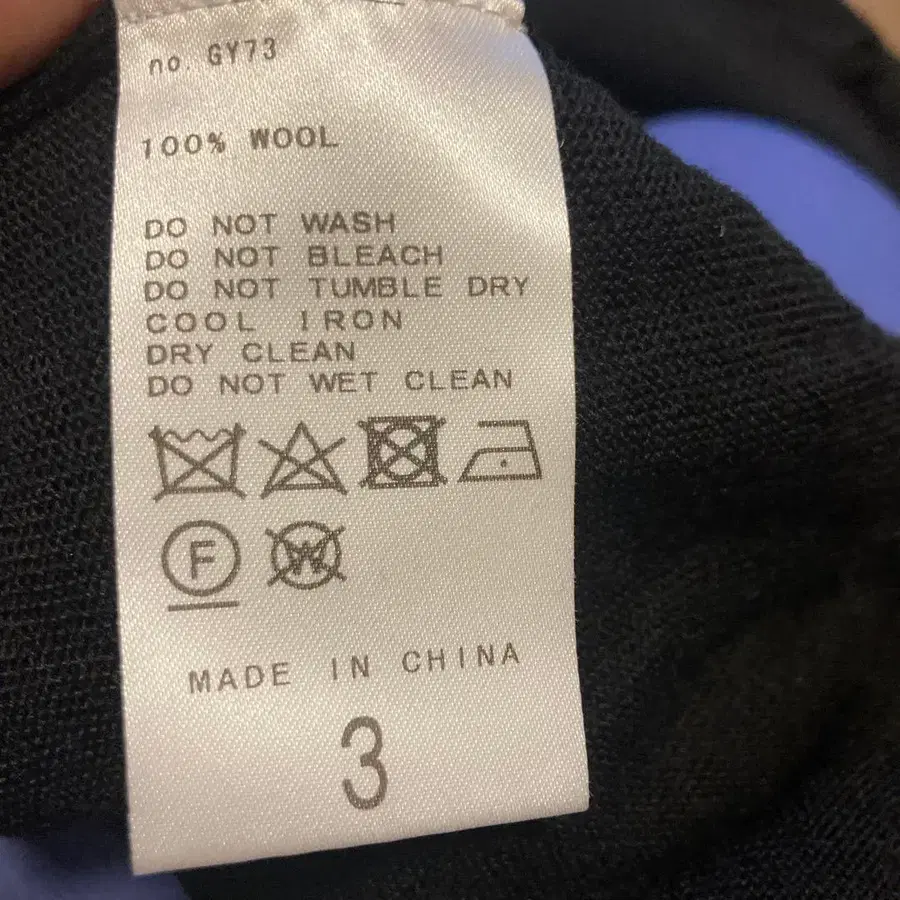 no. GY73
100% WOOL
DO NOT WASH
DO NOT BLEACH
DO NOT TUMBLE DRY
COOL IRON
DRY CLEAN
DO NOT WET CLEAN
F W
MADE IN CHINA
3